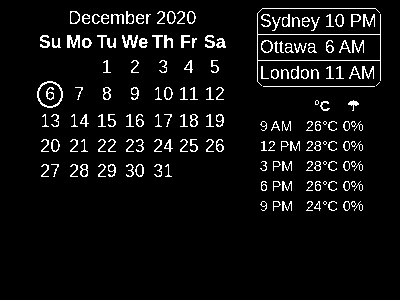 December 2020
Su Mo Tu We Th Fr Sa
1 2 3 4 5
6 7 8 9 10 11 12
13 14 15 16 17 18 19
20 21 22 23 24 25 26
27 28 29 30 31
Sydney 10 PM
Ottawa 6 AM
London 11 AM
°C ☂
9 AM 26°C 0%
12 PM 28°C 0%
3 PM 28°C 0%
6 PM 26°C 0%
9 PM 24°C 0%